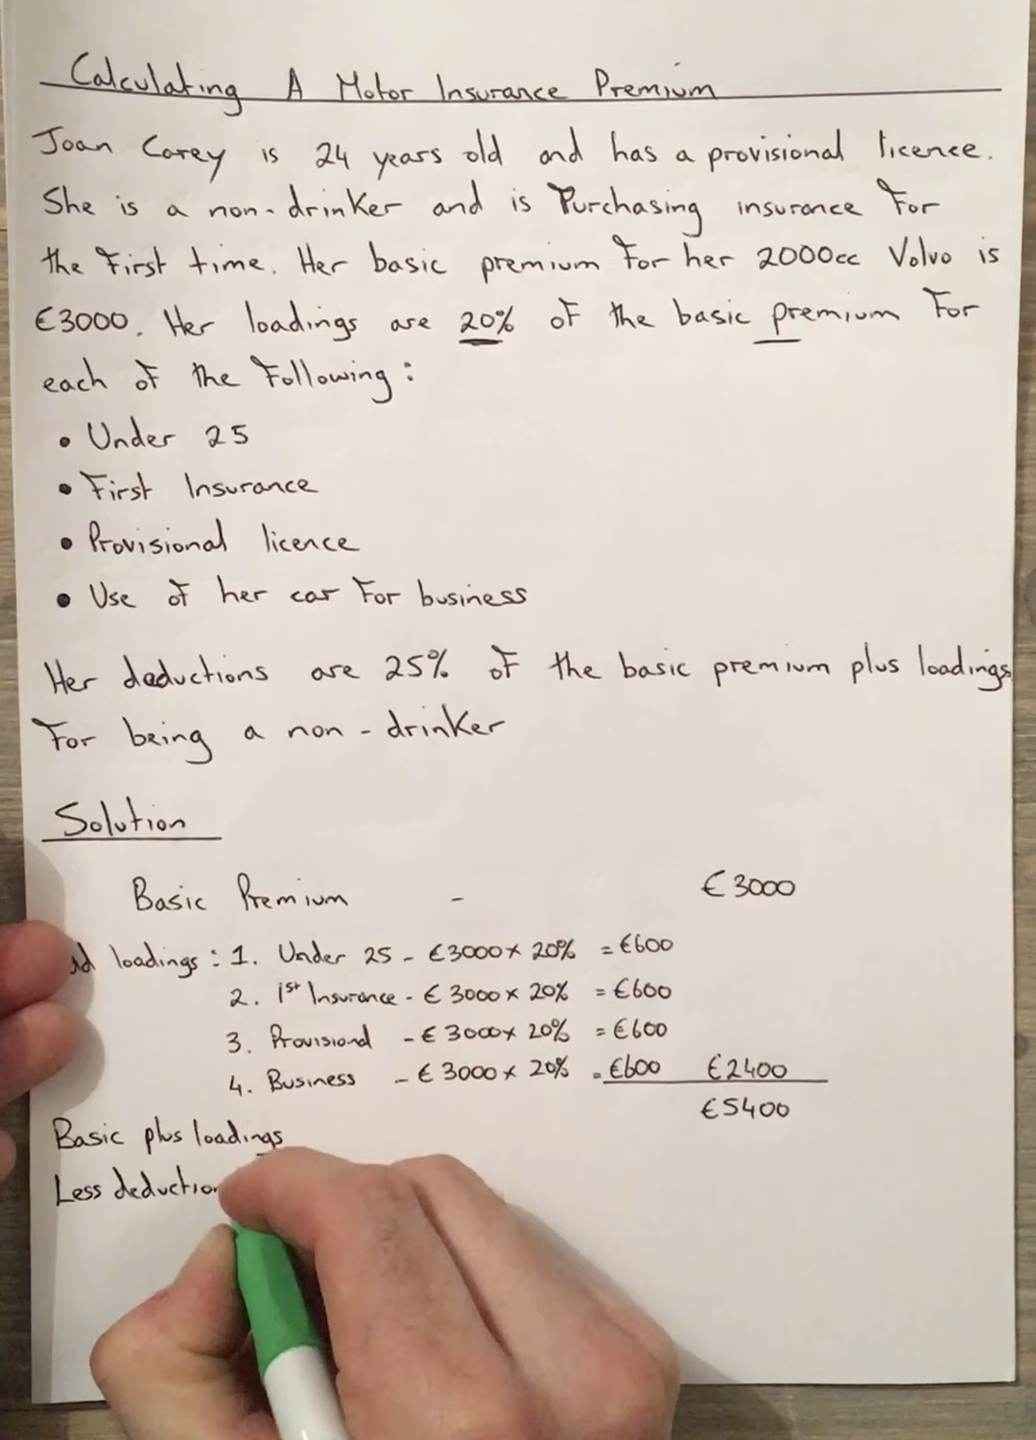 Calculating A Motor Insurance Premium
Joan Carey is 24 years old and has a provisional licence.
She is a non-drinker and is Purchasing insurance For
the First time. Her basic premium For her 2000cc Volvo is
€3000. Her loadings are 20% of the basic premium For
each of the Following:
• Under 25
• First Insurance
• Provisional licence
• Use of her car For business
Her deductions are 25% of the basic premium plus loadings
For being a non-drinker
Solution
Basic Premium - €3000
loadings: 1. Under 25 - €3000 x 20% = €600
2. 1st Insurance - €3000 x 20% = €600
3. Provisional - €3000 x 20% = €600
4. Business - €3000 x 20% = €600 €2400
€5400
Basic plus loadings
Less deduction